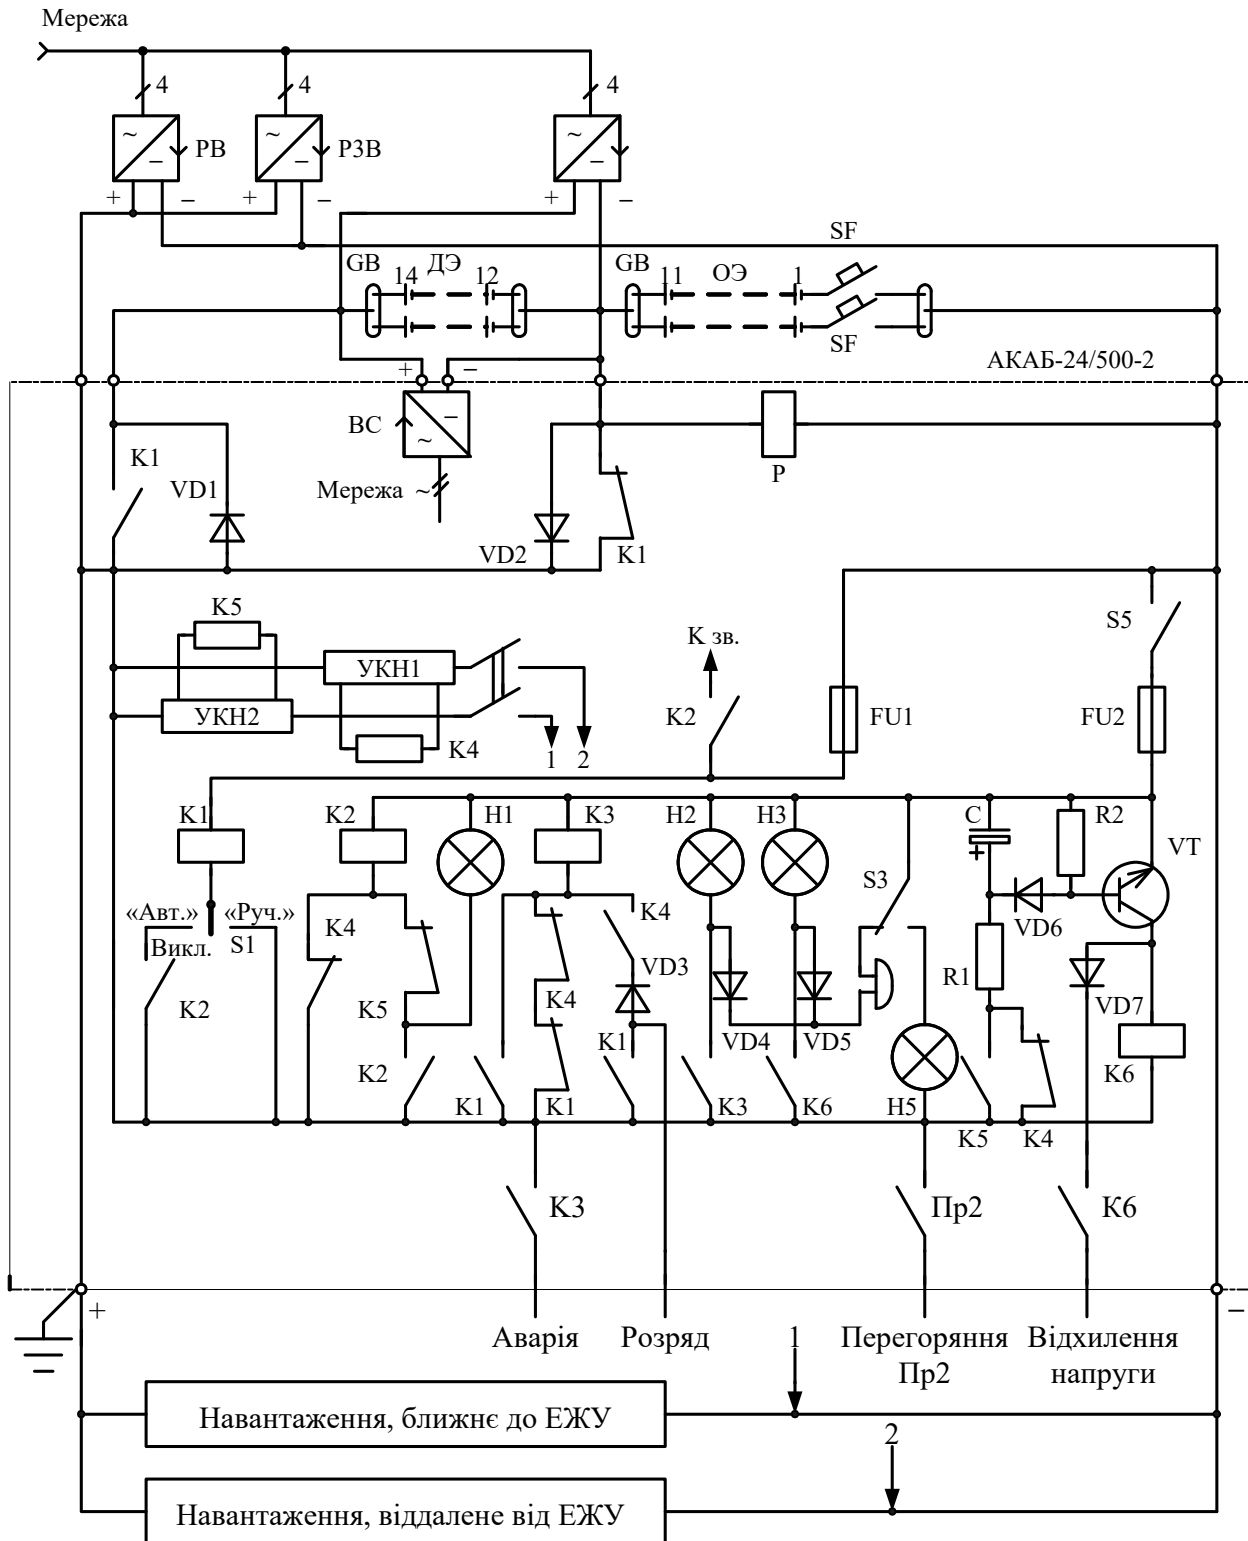 Мережа
4 4 4
~ – РВ ~ – РЗВ ~ –
+ – + – + –
SF
GB 14 ДЭ 12 GB 11 ОЭ 1
SF
+ – АКАБ-24/500-2
ВС – ~
K1 Р
VD1 Мережа ~
VD2 K1
K5 S5
К зв.
УКН1
УКН2 K2 FU1 FU2
K4
1 2
K1 K2 H1 K3 H2 H3 C R2
+ VT
S3
«Авт.» «Руч.» K4 K4
Викл. S1 VD6
VD3 R1
K2 K5 K4 VD7
K1 VD4 VD5
K2 K6
K1 K1 K3 K6 H5
K5 K4
K3 Пр2 K6
+ –
Аварія Розряд 1 Перегоряння Відхилення
Пр2 напруги
Навантаження, ближнє до ЕЖУ
2
Навантаження, віддалене від ЕЖУ